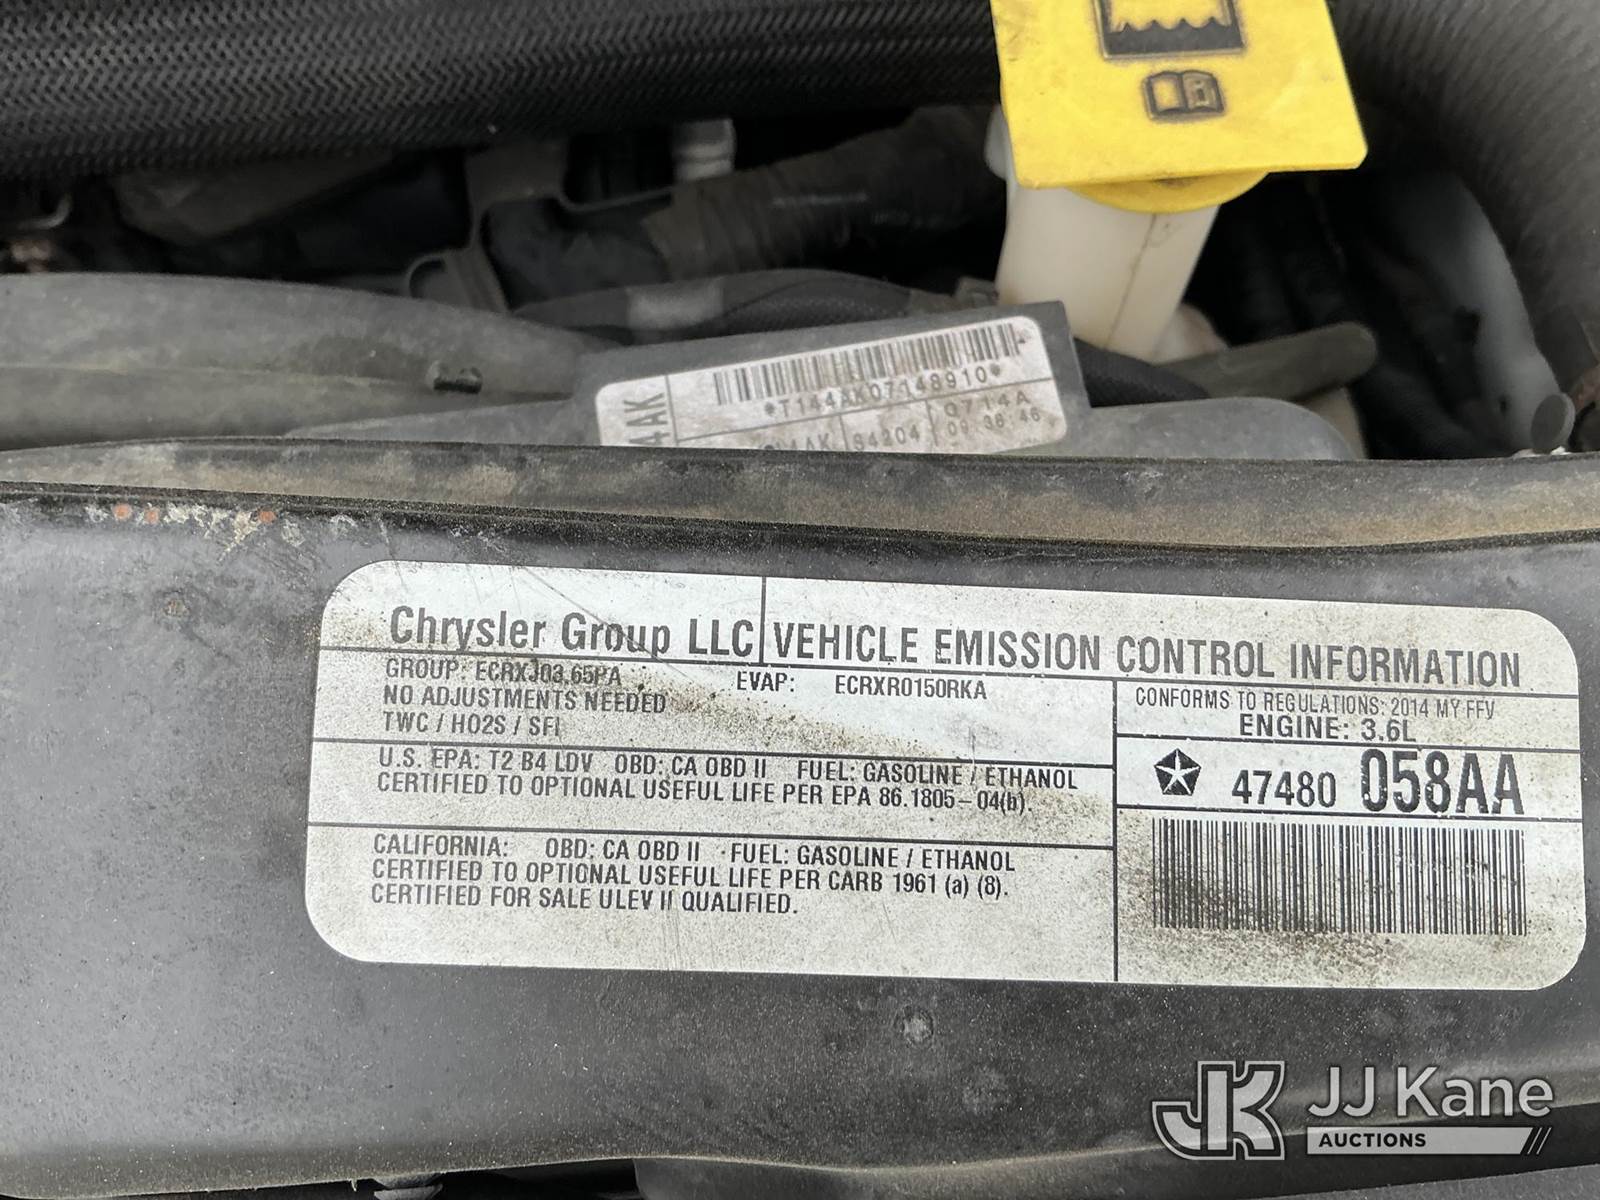 *T144AK07148910*
4AK
84204
0714A
09:38:46
Chrysler Group LLC
VEHICLE EMISSION CONTROL INFORMATION
GROUP: ECRXJ03.65PA
EVAP: ECRXR0150RKA
NO ADJUSTMENTS NEEDED
TWC / HO2S / SFI
CONFORMS TO REGULATIONS: 2014 MY FFV
ENGINE: 3.6L
U.S. EPA: T2 B4 LDV OBD: CA OBD II FUEL: GASOLINE / ETHANOL
CERTIFIED TO OPTIONAL USEFUL LIFE PER EPA 86.1805-04(b).
47480 058AA
CALIFORNIA: OBD: CA OBD II FUEL: GASOLINE / ETHANOL
CERTIFIED TO OPTIONAL USEFUL LIFE PER CARB 1961 (a) (8).
CERTIFIED FOR SALE ULEV II QUALIFIED.
JK JJ Kane
AUCTIONS